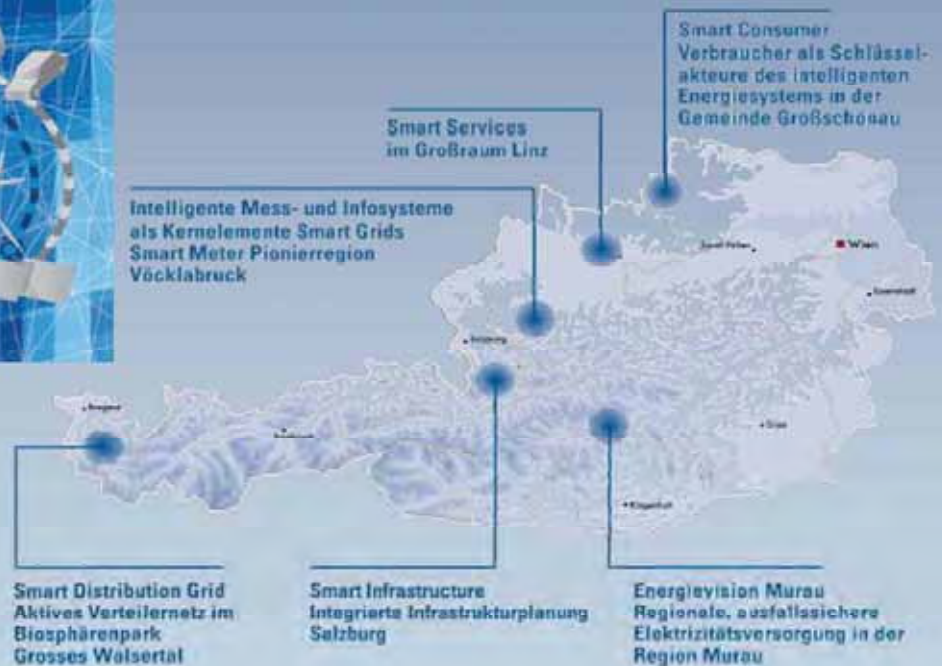 Smart Consumer
Verbraucher als Schlüssel-
akteure des intelligenten
Energiesystems in der
Gemeinde Großschönau
Smart Services
im Großraum Linz
Intelligente Mess- und Infosysteme
als Kernelemente Smart Grids
Smart Meter Pionierregion
Vöcklabruck
Wien
Salzburg
Bregenz
Graz
Klagenfurt
Smart Distribution Grid
Aktives Verteilernetz im
Biosphärenpark
Grosses Walsertal
Smart Infrastructure
Integrierte Infrastrukturplanung
Salzburg
Energievision Murau
Regionale, ausfallssichere
Elektrizitätsversorgung in der
Region Murau